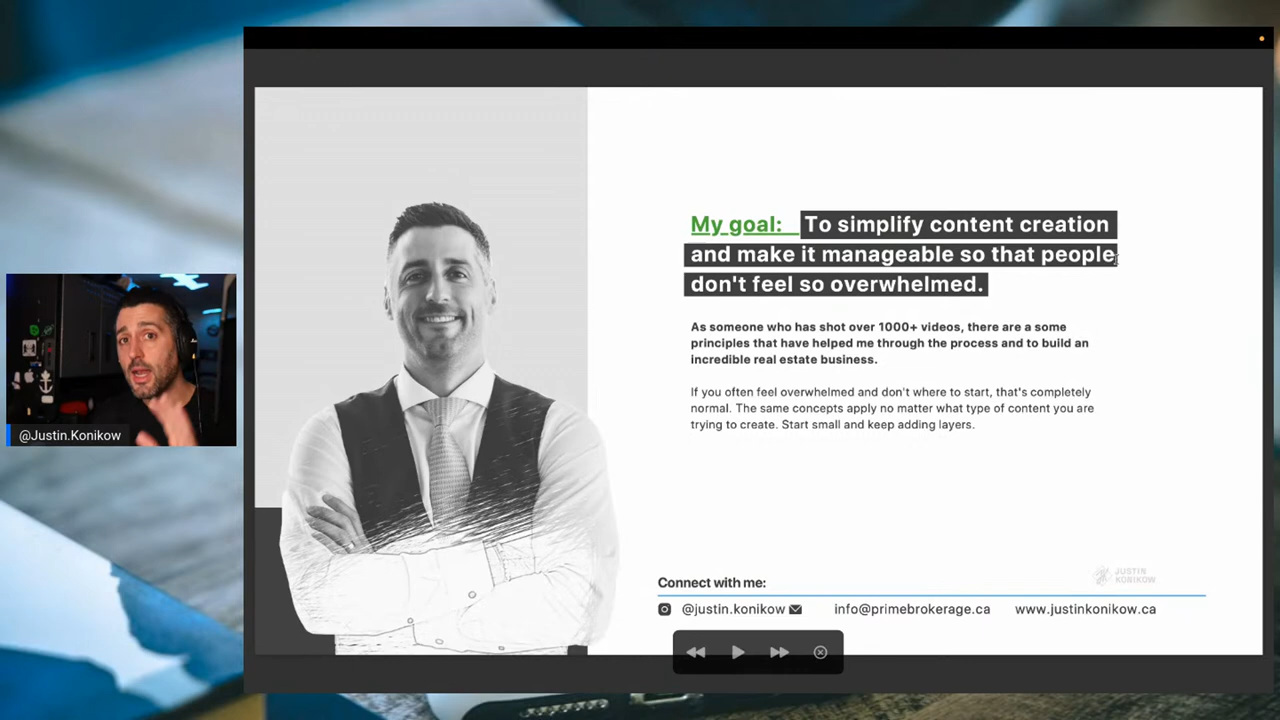 My goal: To simplify content creation
and make it manageable so that people
don't feel so overwhelmed.
As someone who has shot over 1000+ videos, there are a some
principles that have helped me through the process and to build an
incredible real estate business.
If you often feel overwhelmed and don't where to start, that's completely
normal. The same concepts apply no matter what type of content you are
trying to create. Start small and keep adding layers.
@Justin.Konikow
JUSTIN
KONIKOW
Connect with me:
@justin.konikow info@primebrokerage.ca www.justinkonikow.ca